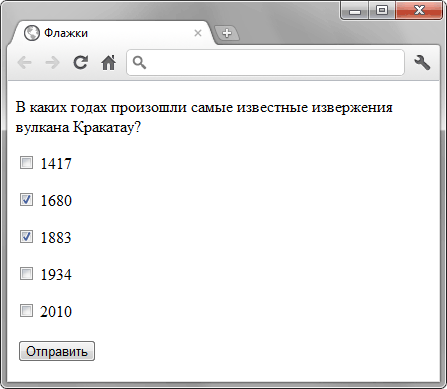 Флажки
В каких годах произошли самые известные извержения
вулкана Кракатау?
1417
1680
1883
1934
2010
Отправить